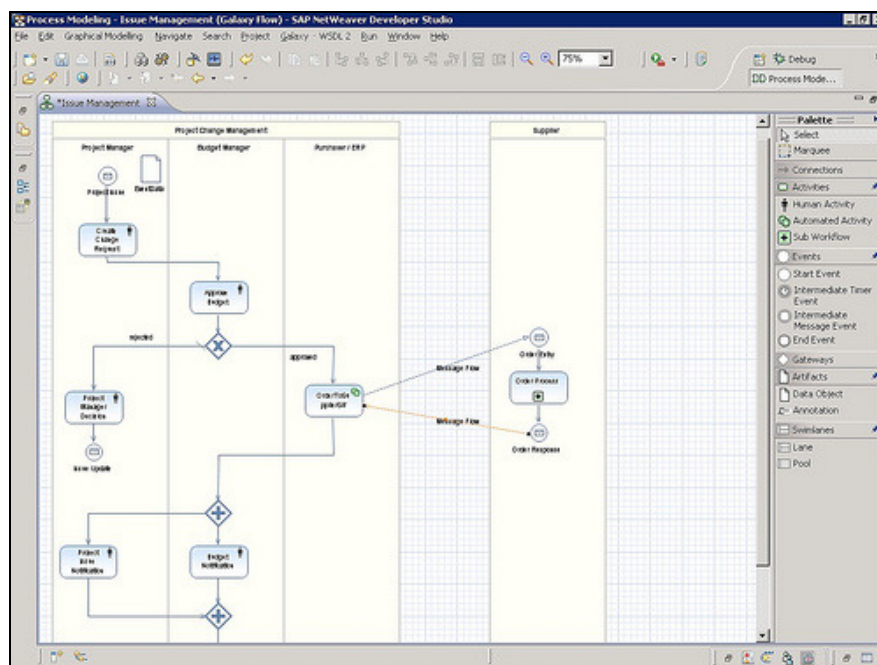 Process Modeling - Issue Management (Galaxy Flow) - SAP NetWeaver Developer Studio
File Edit Graphical Modelling Navigate Search Project Galaxy - WSDL 2 Run Window Help
75%
Debug
DD Process Mode...
*Issue Management
Project Change Management
Supplier
Project Manager
Budget Manager
Purchaser / ERP
Create
Change
Request
Approve
Budget
rejected
approved
Message Flow
Order Entry
Project
Manager
Decision
Order Process
Message Flow
Issue Update
Order Response
Project
Notification
Budget
Notification
Palette
Select
Marquee
Connections
Activities
Human Activity
Automated Activity
Sub Workflow
Events
Start Event
Intermediate Timer
Event
Intermediate
Message Event
End Event
Gateways
Artifacts
Data Object
Annotation
Swimlanes
Lane
Pool